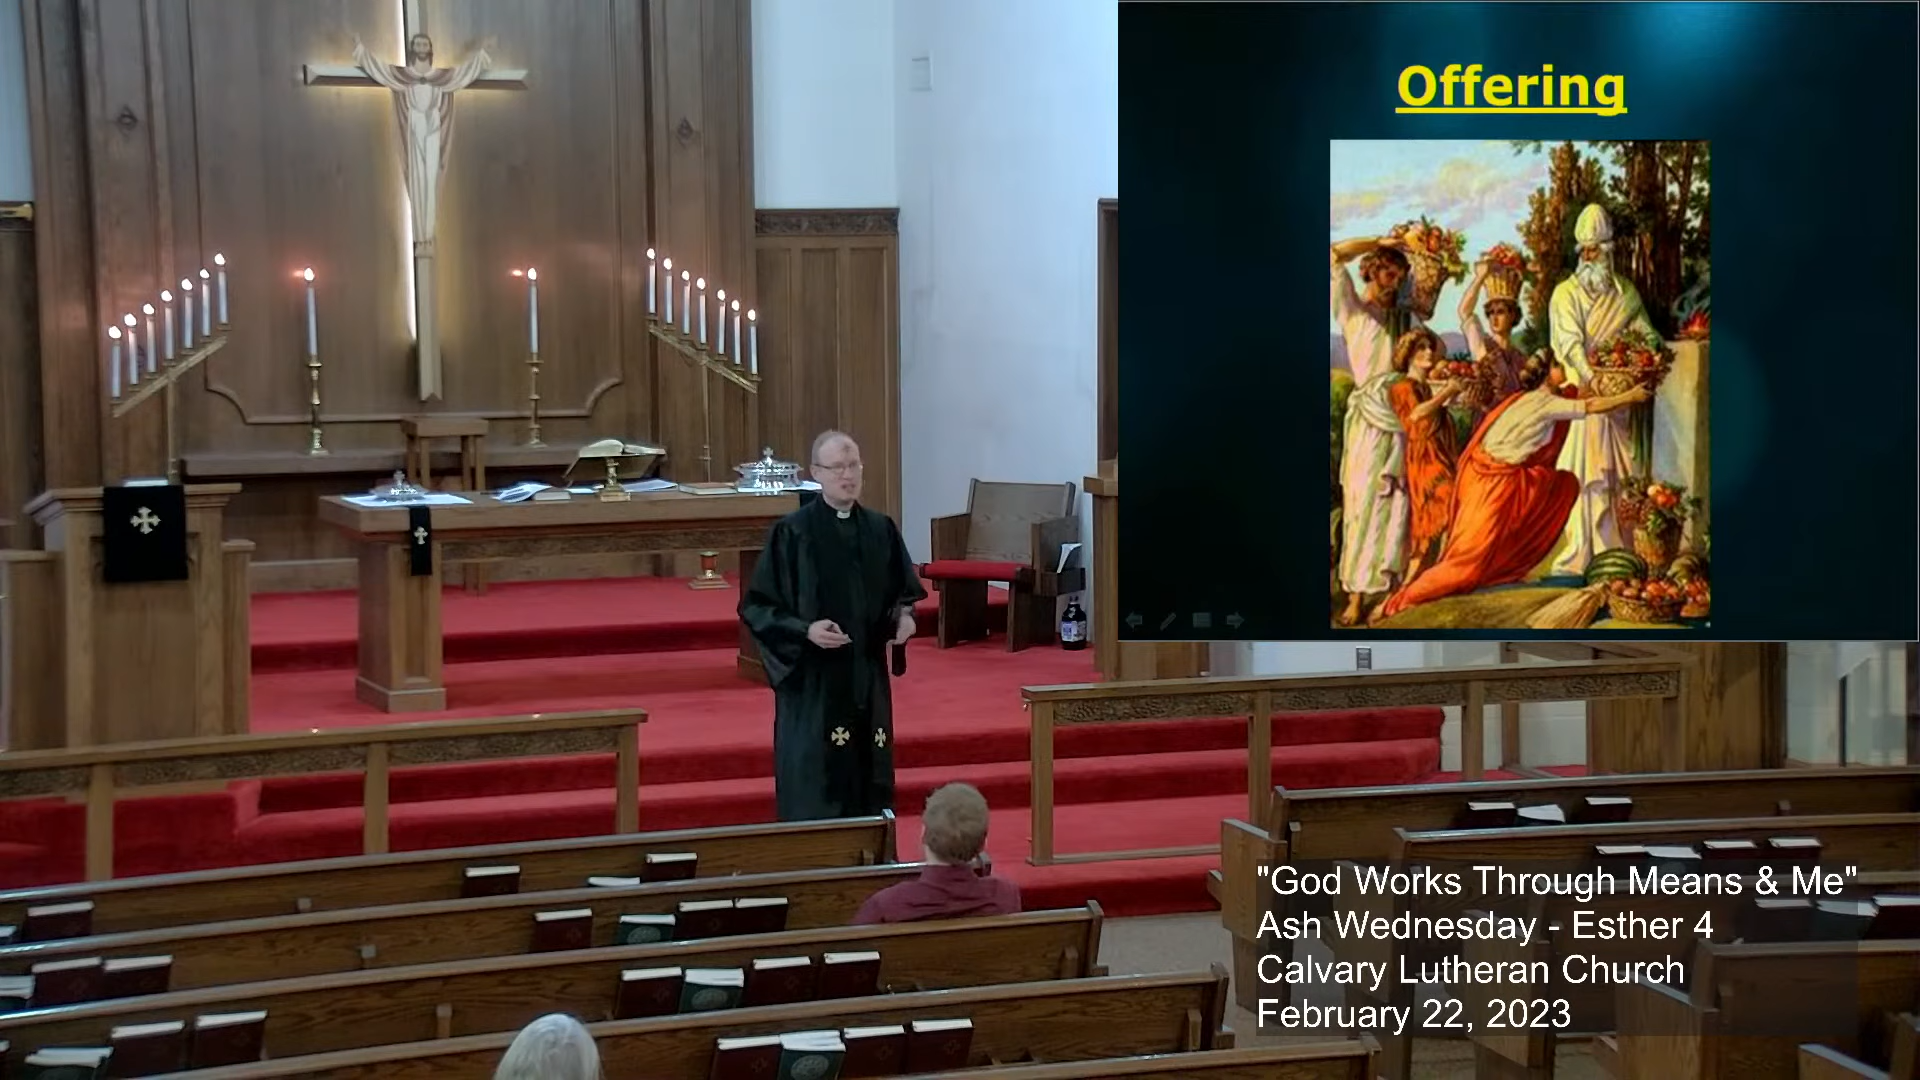 Offering
"God Works Through Means & Me"
Ash Wednesday - Esther 4
Calvary Lutheran Church
February 22, 2023